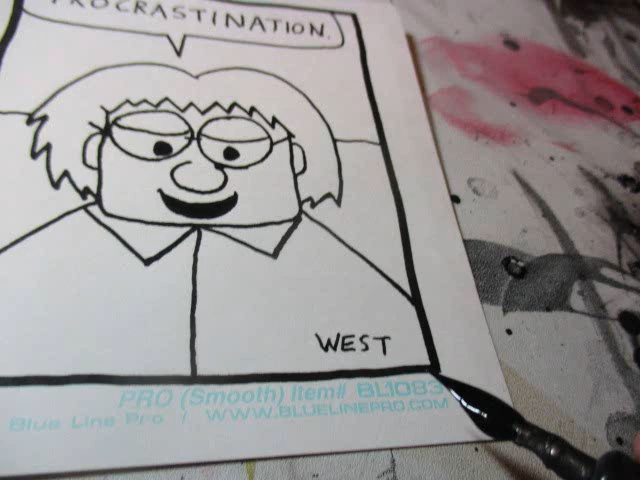 PROCRASTINATION.
WEST
PRO (Smooth) Item# BL1083
Blue Line Pro / WWW.BLUELINEPRO.COM